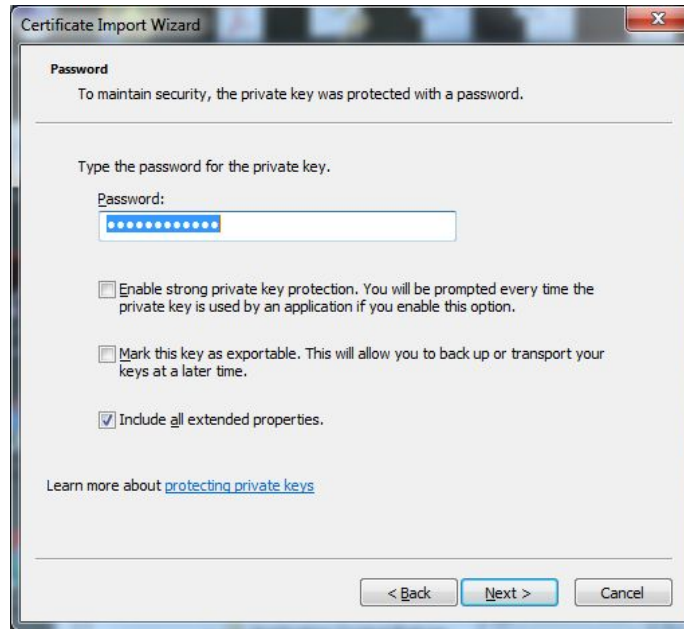 Certificate Import Wizard
Password
To maintain security, the private key was protected with a password.
Type the password for the private key.
Password:
●●●●●●●●●●●●
Enable strong private key protection. You will be prompted every time the
private key is used by an application if you enable this option.
Mark this key as exportable. This will allow you to back up or transport your
keys at a later time.
Include all extended properties.
Learn more about protecting private keys
< Back Next > Cancel